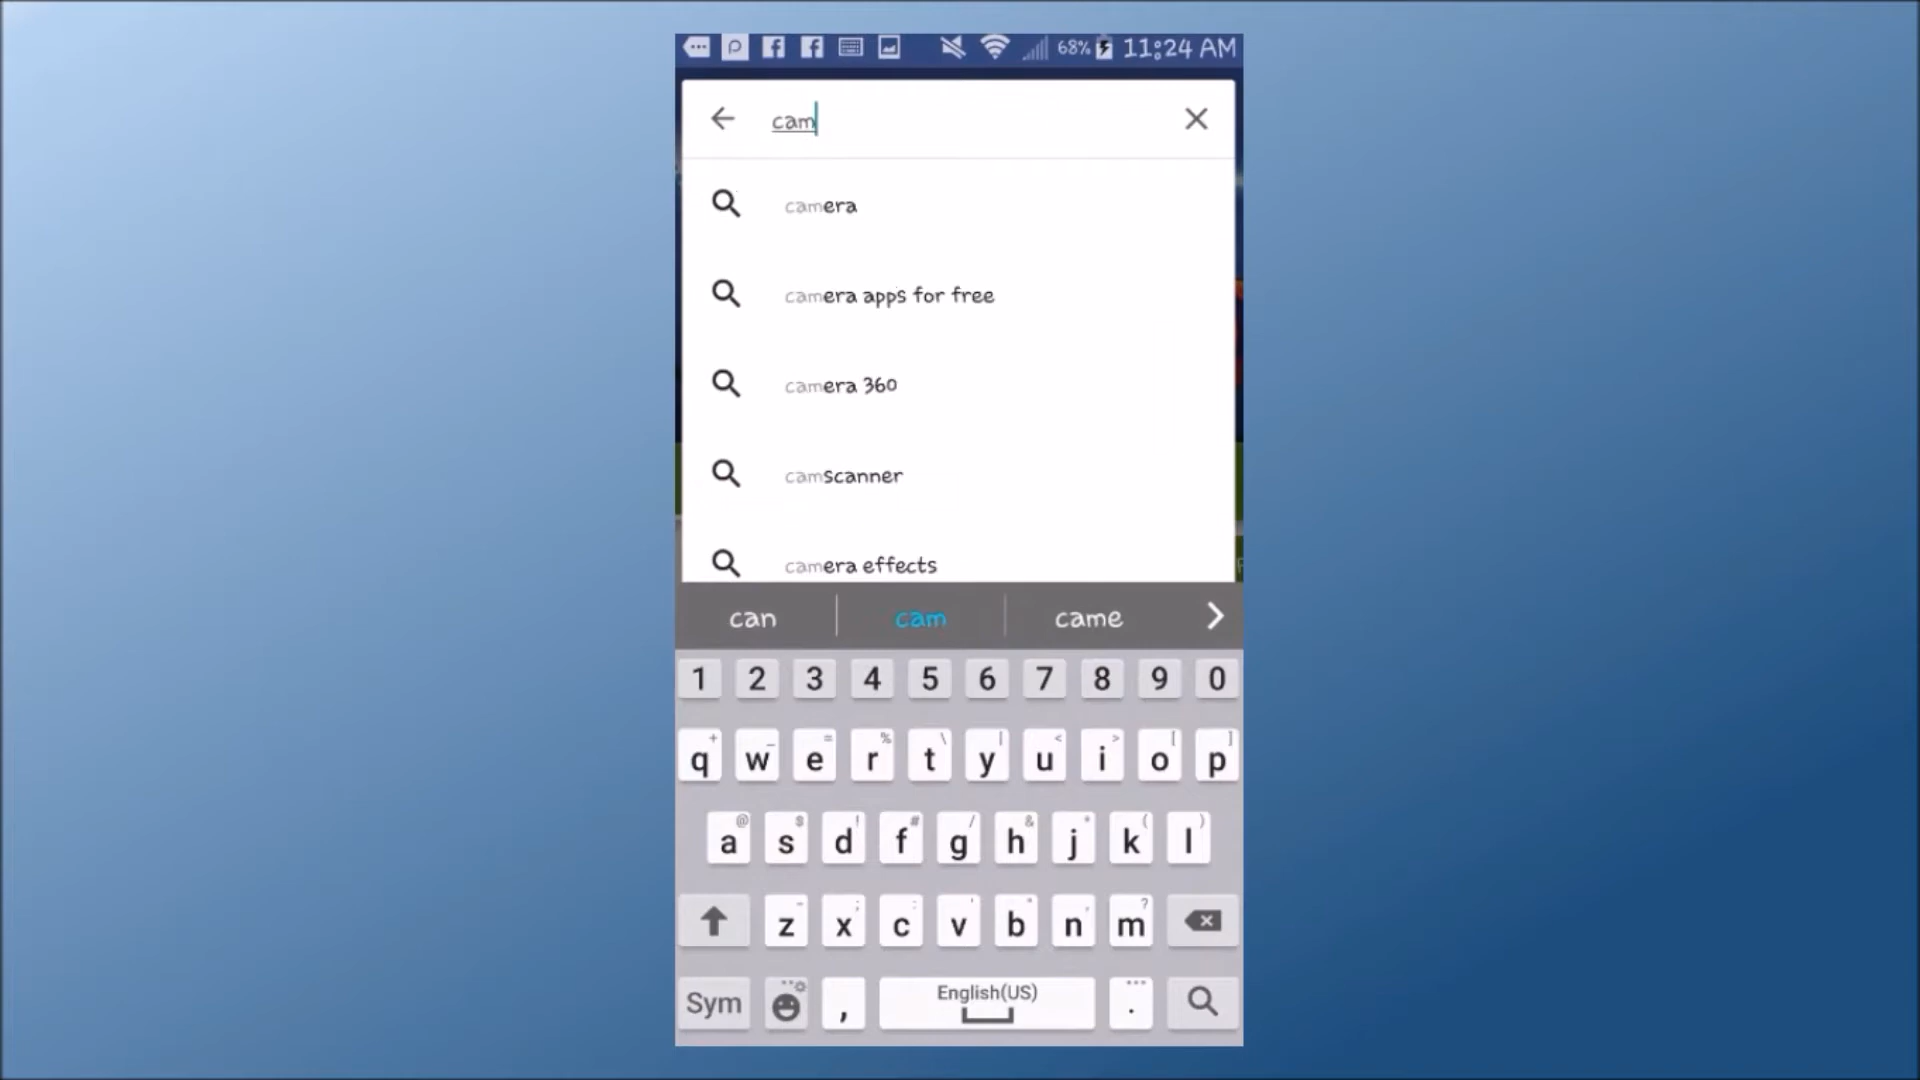 68% 11:24 AM
cam
camera
camera apps for free
camera 360
camscanner
camera effects
can cam came
1 2 3 4 5 6 7 8 9 0
+ _ = % \ | < > [ ]
q w e r t y u i o p
@ $ ! # / & * ( )
a s d f g h j k l
- ; : ' " , ?
z x c v b n m
Sym , English(US) .